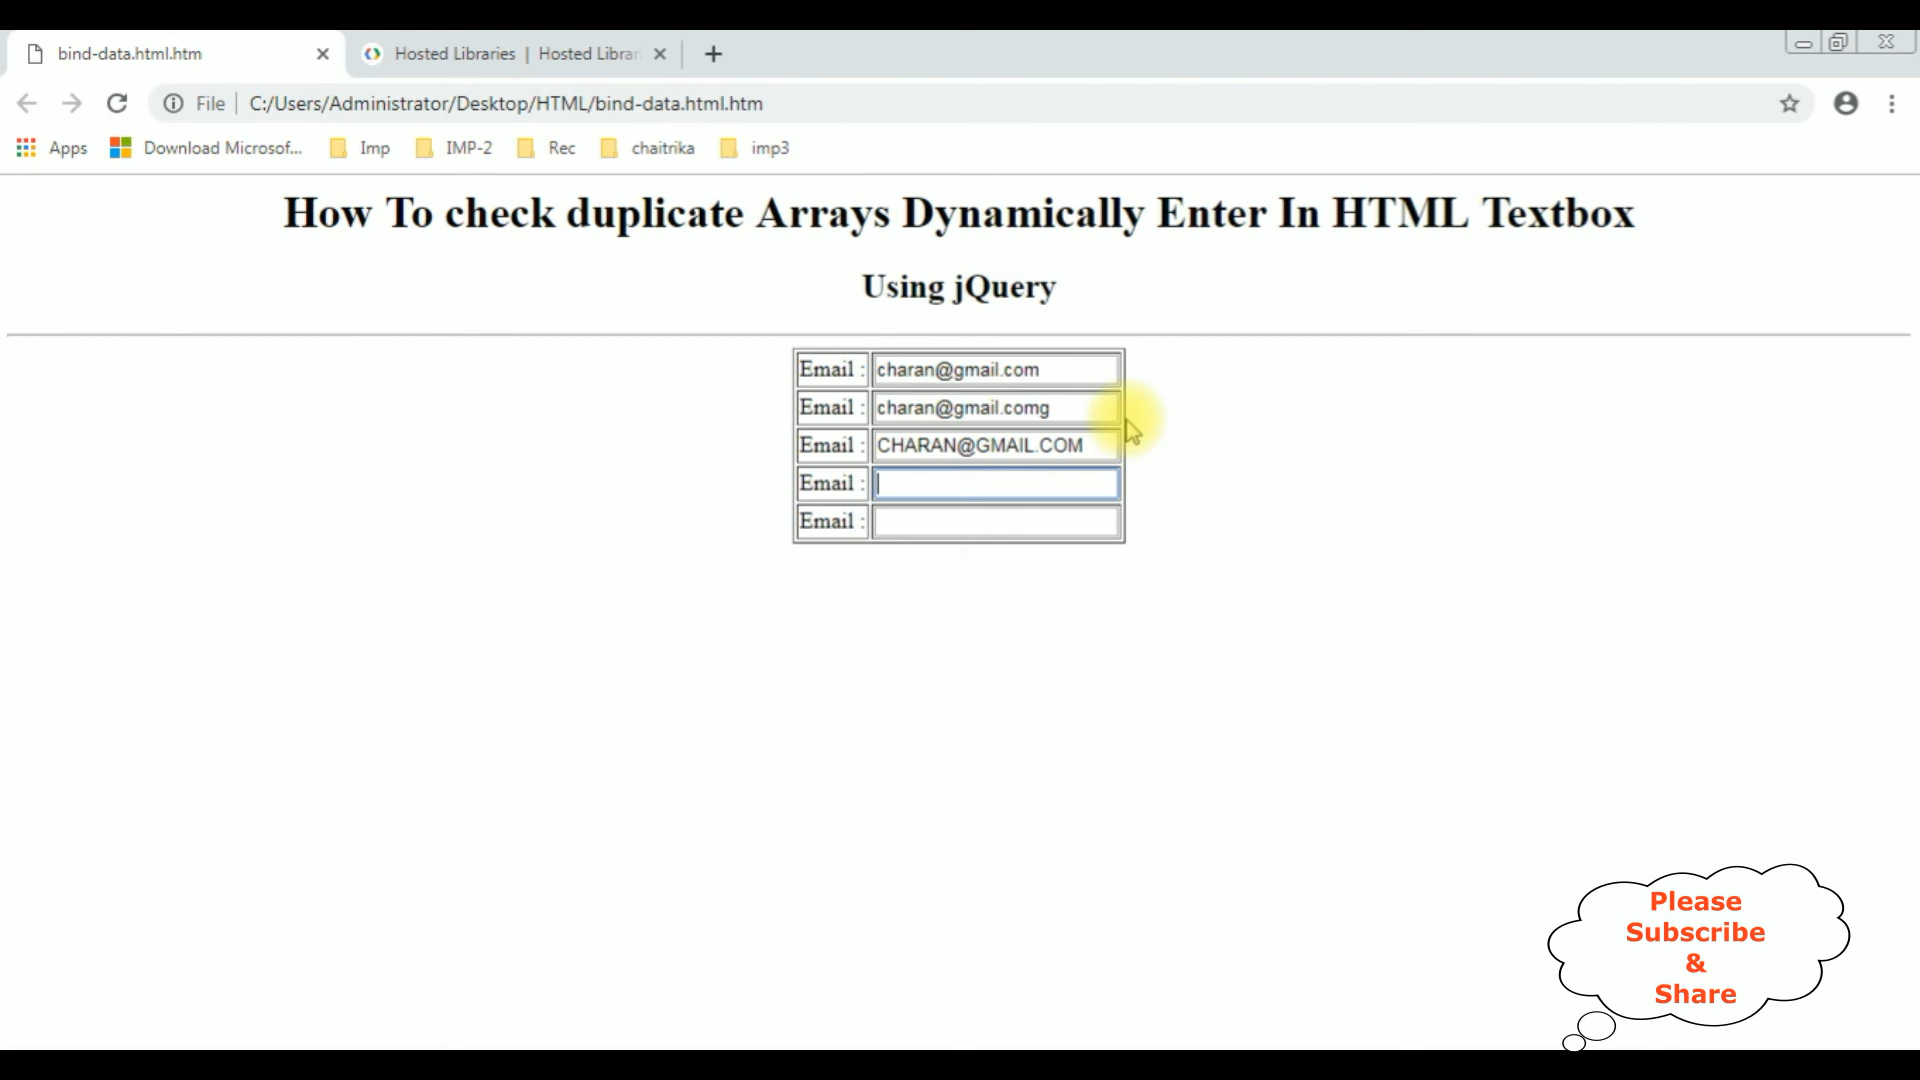 bind-data.html.htm
Hosted Libraries | Hosted Librar
File | C:/Users/Administrator/Desktop/HTML/bind-data.html.htm
Apps Download Microsof... Imp IMP-2 Rec chaitrika imp3
How To check duplicate Arrays Dynamically Enter In HTML Textbox
Using jQuery
Email : charan@gmail.com
Email : charan@gmail.comg
Email : CHARAN@GMAIL.COM
Email :
Email :
Please
Subscribe
&
Share